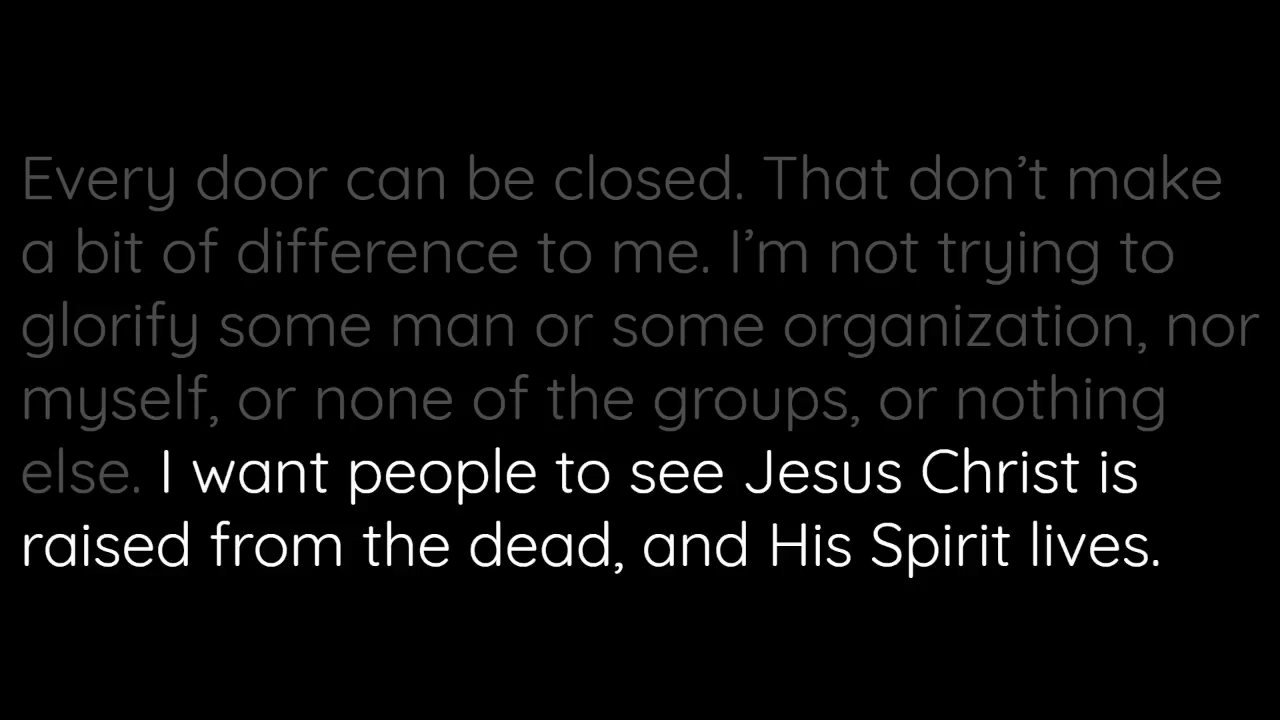 Every door can be closed. That don’t make
a bit of difference to me. I’m not trying to
glorify some man or some organization, nor
myself, or none of the groups, or nothing
else. I want people to see Jesus Christ is
raised from the dead, and His Spirit lives.